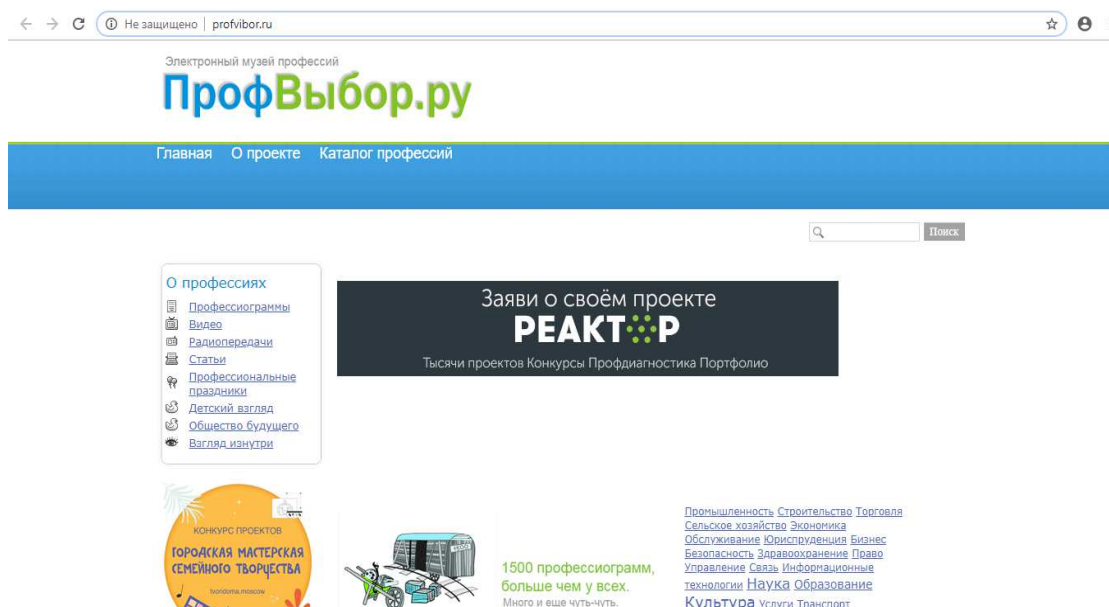 Не защищено | profvibor.ru
Электронный музей профессий
ПрофВыбор.ру
Главная О проекте Каталог профессий
Поиск
О профессиях
Профессиограммы
Видео
Радиопередачи
Статьи
Профессиональные
праздники
Детский взгляд
Общество будущего
Взгляд изнутри
Заяви о своём проекте
РЕАКТОР
Тысячи проектов Конкурсы Профдиагностика Портфолио
КОНКУРС ПРОЕКТОВ
ГОРОДСКАЯ МАСТЕРСКАЯ
СЕМЕЙНОГО ТВОРЧЕСТВА
tvoridoma.moscow
1500 профессиограмм,
больше чем у всех.
Много и еще чуть-чуть.
Промышленность Строительство Торговля
Сельское хозяйство Экономика
Обслуживание Юриспруденция Бизнес
Безопасность Здравоохранение Право
Управление Связь Информационные
технологии Наука Образование
Культура Услуги Транспорт